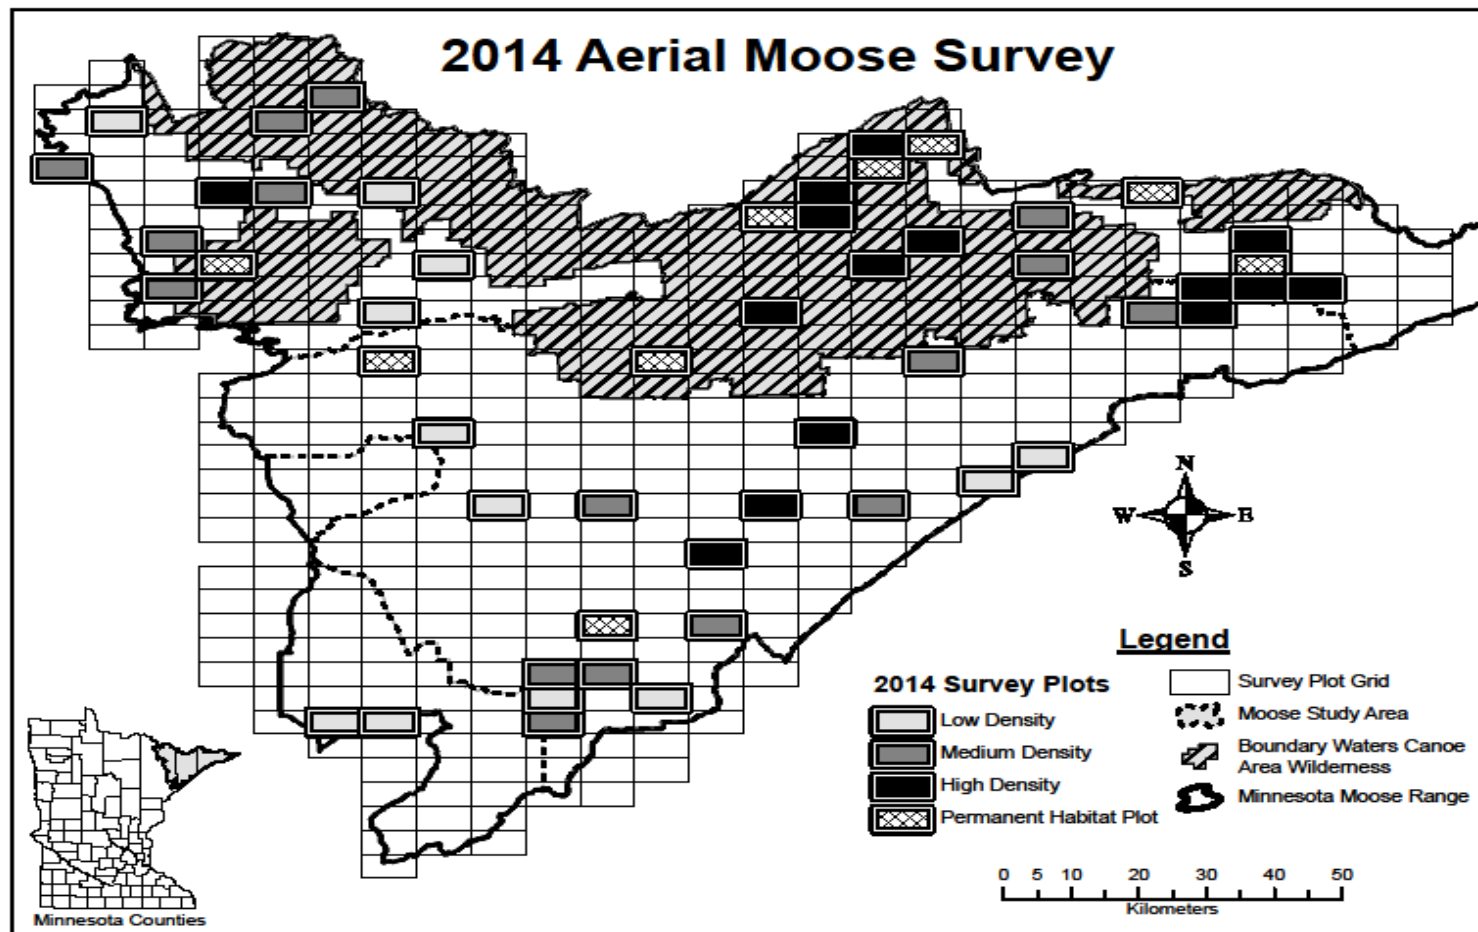 2014 Aerial Moose Survey
N
W E
S
Legend
2014 Survey Plots
Low Density
Medium Density
High Density
Permanent Habitat Plot
Survey Plot Grid
Moose Study Area
Boundary Waters Canoe
Area Wilderness
Minnesota Moose Range
0 5 10 20 30 40 50
Kilometers
Minnesota Counties